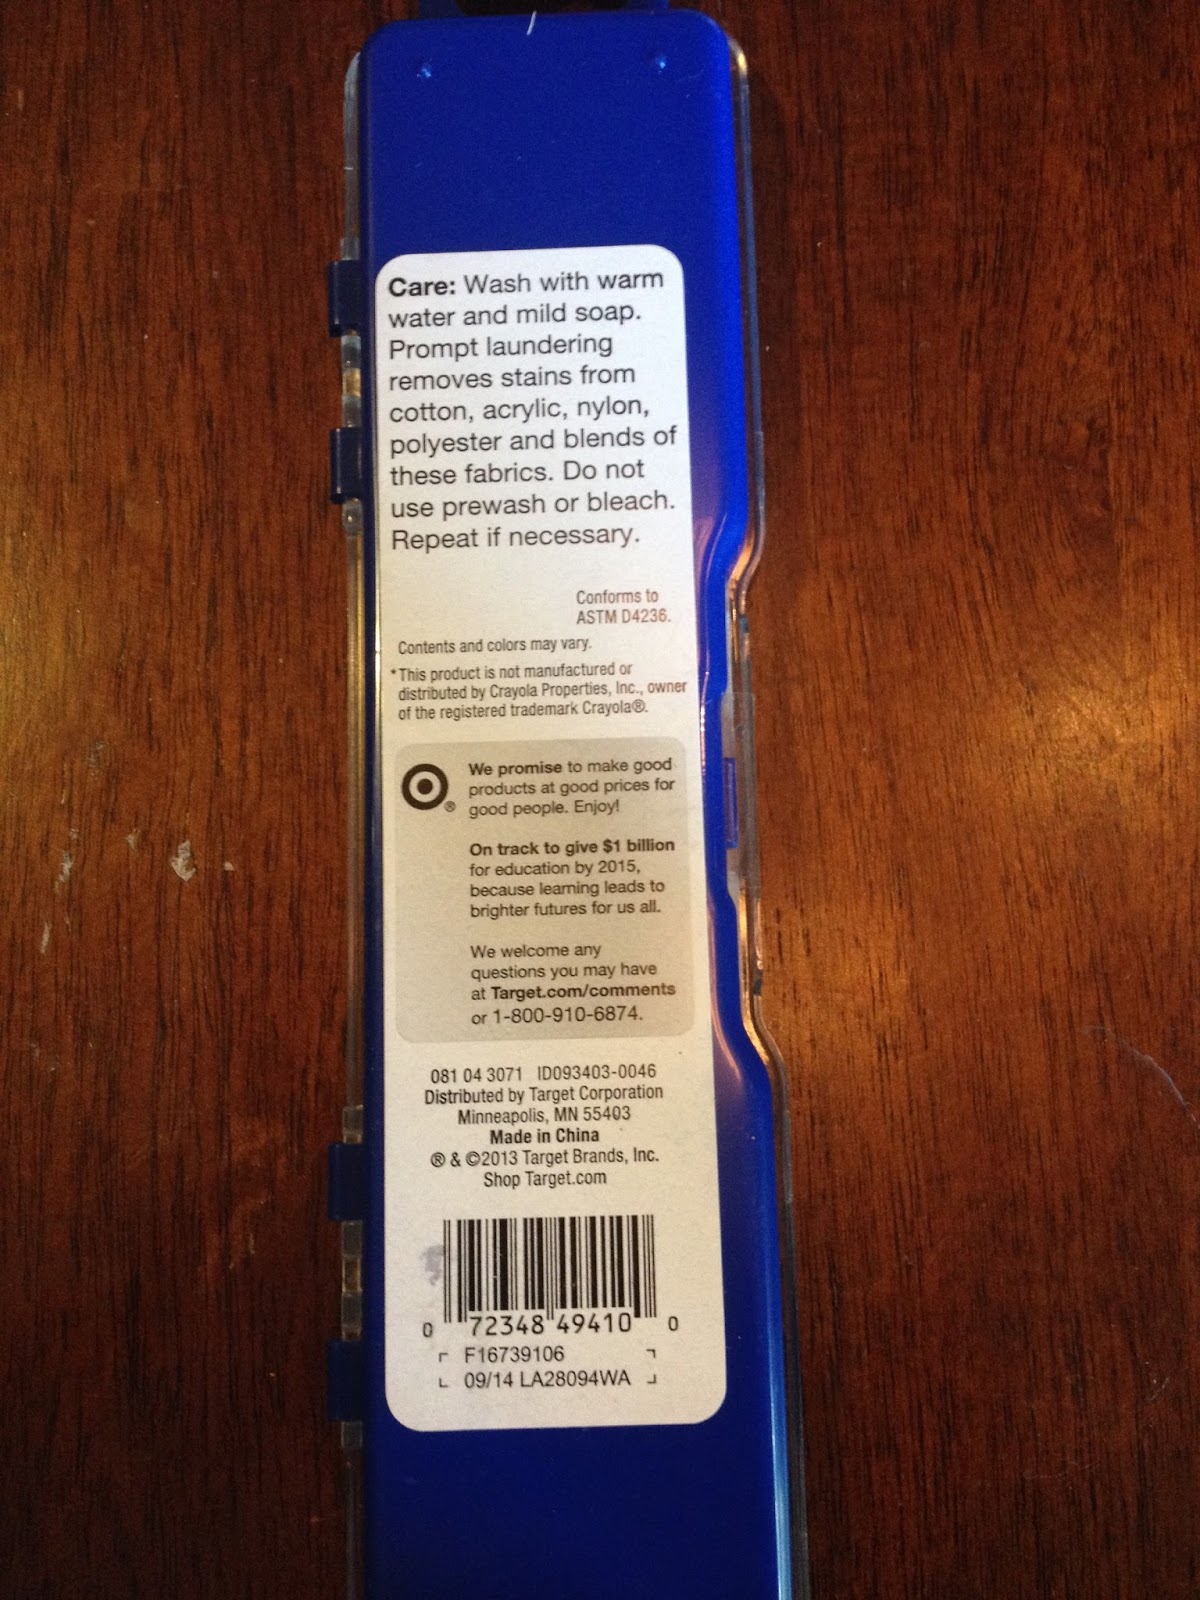 Care: Wash with warm
water and mild soap.
Prompt laundering
removes stains from
cotton, acrylic, nylon,
polyester and blends of
these fabrics. Do not
use prewash or bleach.
Repeat if necessary.
Conforms to
ASTM D4236.
Contents and colors may vary.
*This product is not manufactured or
distributed by Crayola Properties, Inc., owner
of the registered trademark Crayola®.
®
We promise to make good
products at good prices for
good people. Enjoy!
On track to give $1 billion
for education by 2015,
because learning leads to
brighter futures for us all.
We welcome any
questions you may have
at Target.com/comments
or 1-800-910-6874.
081 04 3071 ID093403-0046
Distributed by Target Corporation
Minneapolis, MN 55403
Made in China
® & ©2013 Target Brands, Inc.
Shop Target.com
0 72348 49410 0
F16739106
09/14 LA28094WA